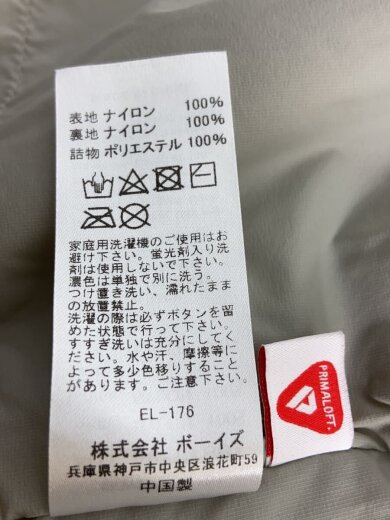 表地 ナイロン 100%
裏地 ナイロン 100%
詰物 ポリエステル 100%
家庭用洗濯機のご使用はお
避け下さい。蛍光剤入り洗
剤は使用しないで下さい。
濃色は単独で別に洗う。
つけ置き洗い、濡れたまま
の放置禁止。
洗濯の際は必ずボタンを留
めた状態で行って下さい。
すすぎ洗いは充分にしてく
ださい。水や汗、摩擦等に
よって多少色移りすること
があります。ご注意下さい。
EL-176
株式会社 ボーイズ
兵庫県神戸市中央区浪花町59
中国製
PRIMALOFT.